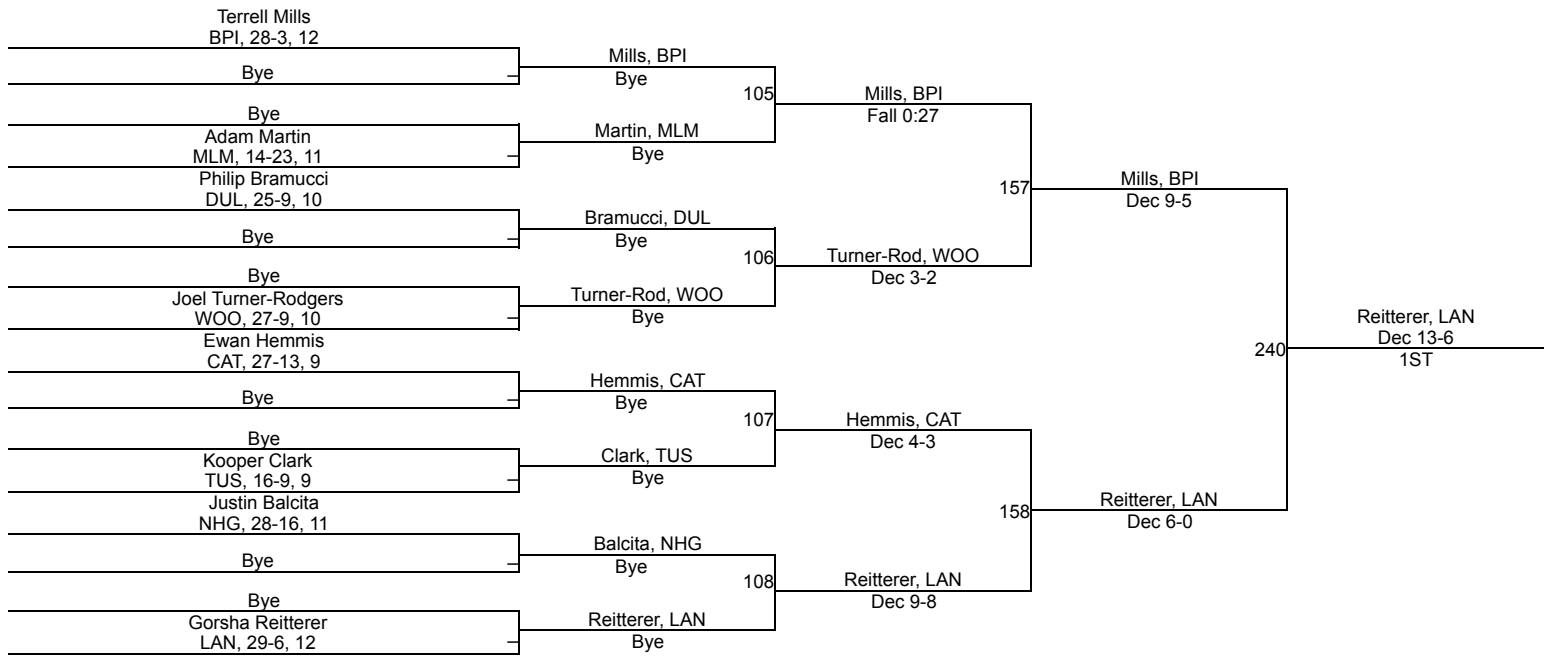 Terrell Mills
BPI, 28-3, 12
Bye
Bye
Adam Martin
MLM, 14-23, 11
Philip Bramucci
DUL, 25-9, 10
Bye
Bye
Joel Turner-Rodgers
WOO, 27-9, 10
Ewan Hemmis
CAT, 27-13, 9
Bye
Bye
Kooper Clark
TUS, 16-9, 9
Justin Balcita
NHG, 28-16, 11
Bye
Bye
Gorsha Reitterer
LAN, 29-6, 12
Mills, BPI
Bye
105
Martin, MLM
Bye
Bramucci, DUL
Bye
106
Turner-Rod, WOO
Bye
Hemmis, CAT
Bye
107
Clark, TUS
Bye
Balcita, NHG
Bye
108
Reitterer, LAN
Bye
Mills, BPI
Fall 0:27
157
Turner-Rod, WOO
Dec 3-2
Hemmis, CAT
Dec 4-3
158
Reitterer, LAN
Dec 9-8
Mills, BPI
Dec 9-5
240
Reitterer, LAN
Dec 6-0
Reitterer, LAN
Dec 13-6
1ST